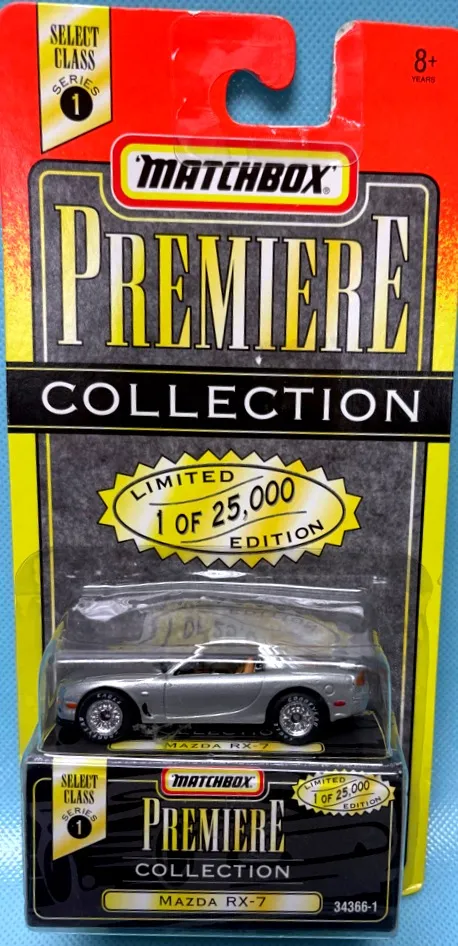 SELECT
CLASS
SERIES
1
8+
YEARS
MATCHBOX®
PREMIERE
COLLECTION
LIMITED
1 OF 25,000
EDITION
MAZDA RX-7
SELECT
CLASS
SERIES
1
MATCHBOX
PREMIERE
COLLECTION
MAZDA RX-7
LIMITED
1 OF 25,000
EDITION
34366-1